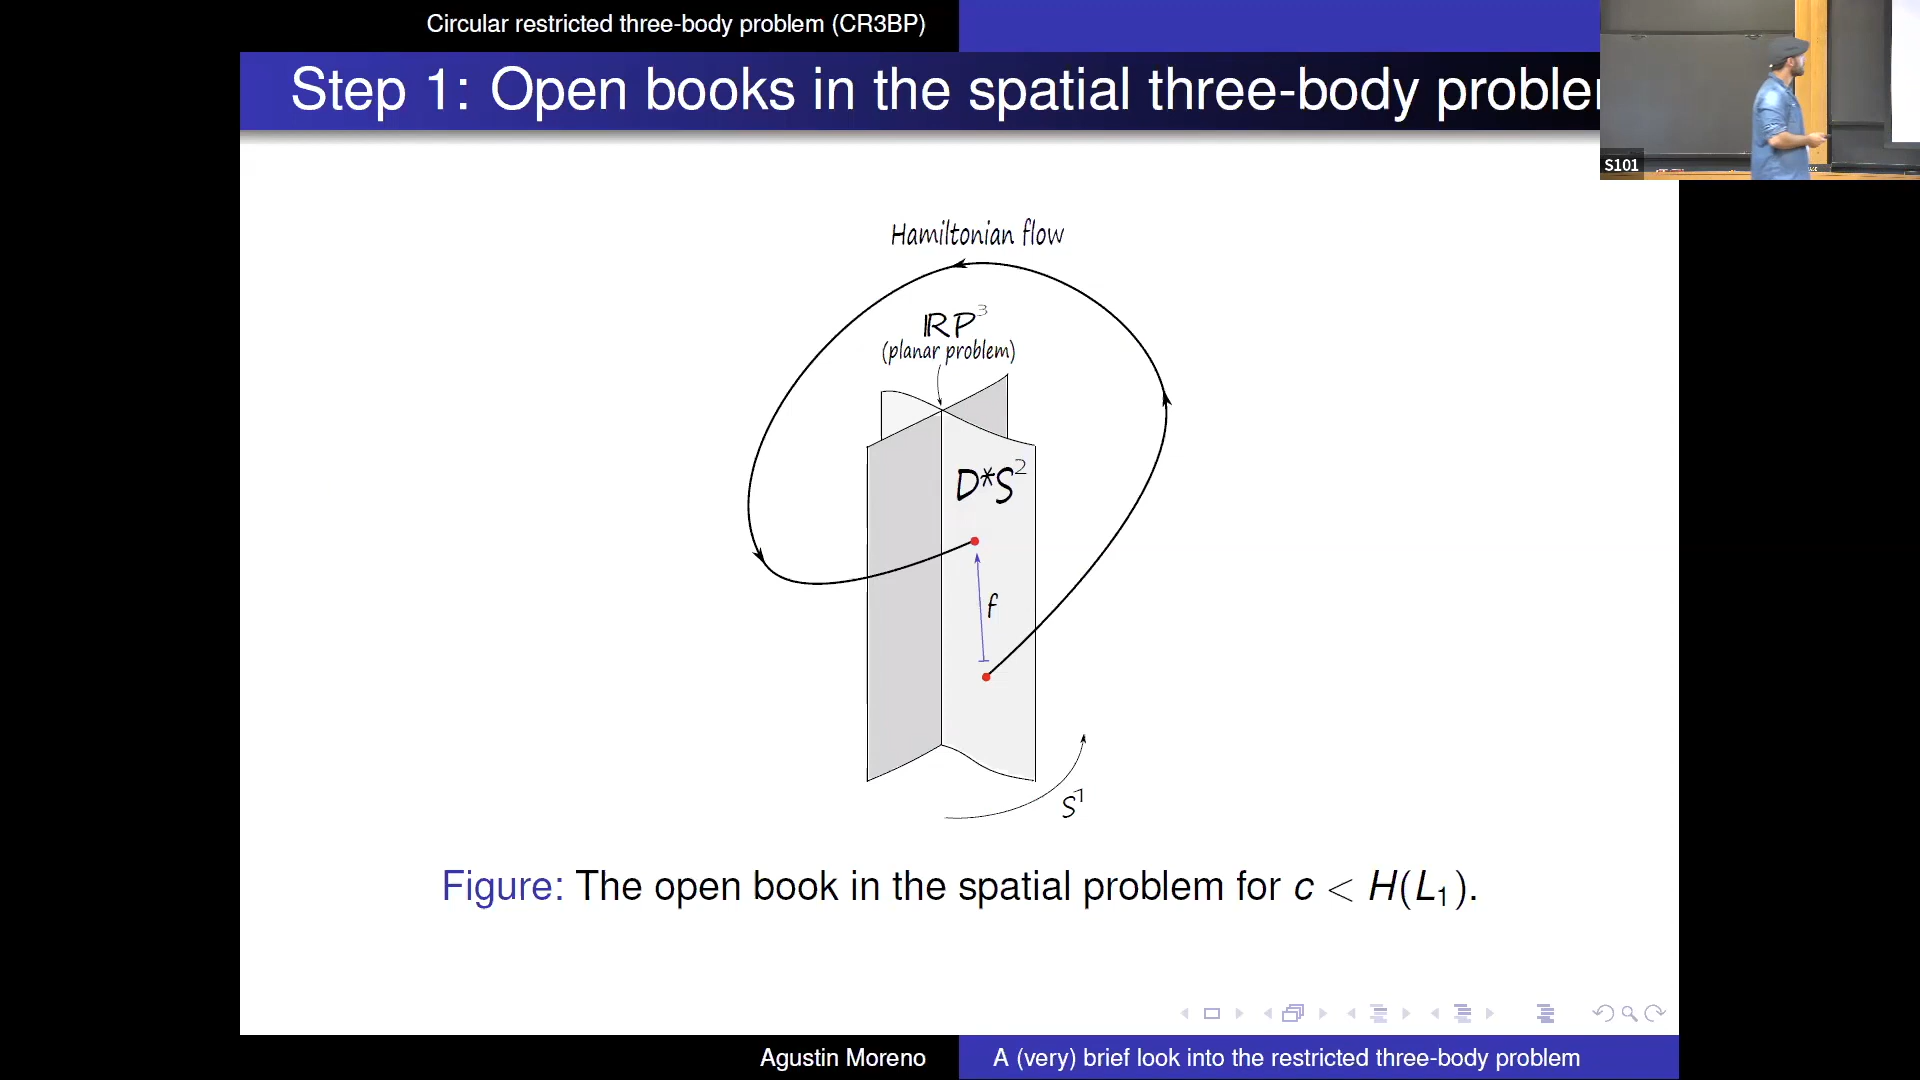 Circular restricted three-body problem (CR3BP)
Step 1: Open books in the spatial three-body
S101
Hamiltonian flow
ℝP³
(planar problem)
D*S²
f
S¹
Figure: The open book in the spatial problem for c < H(L₁).
Agustin Moreno
A (very) brief look into the restricted three-body problem